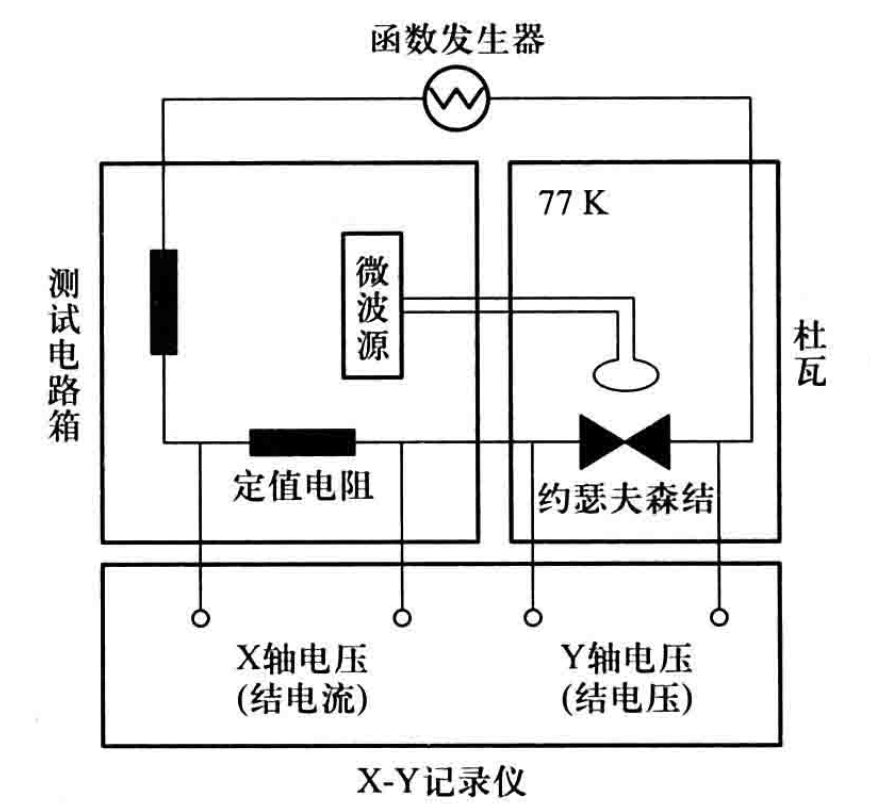 函数发生器
77 K
微波源
测试电路箱
杜瓦
定值电阻
约瑟夫森结
X轴电压
(结电流)
Y轴电压
(结电压)
X-Y记录仪